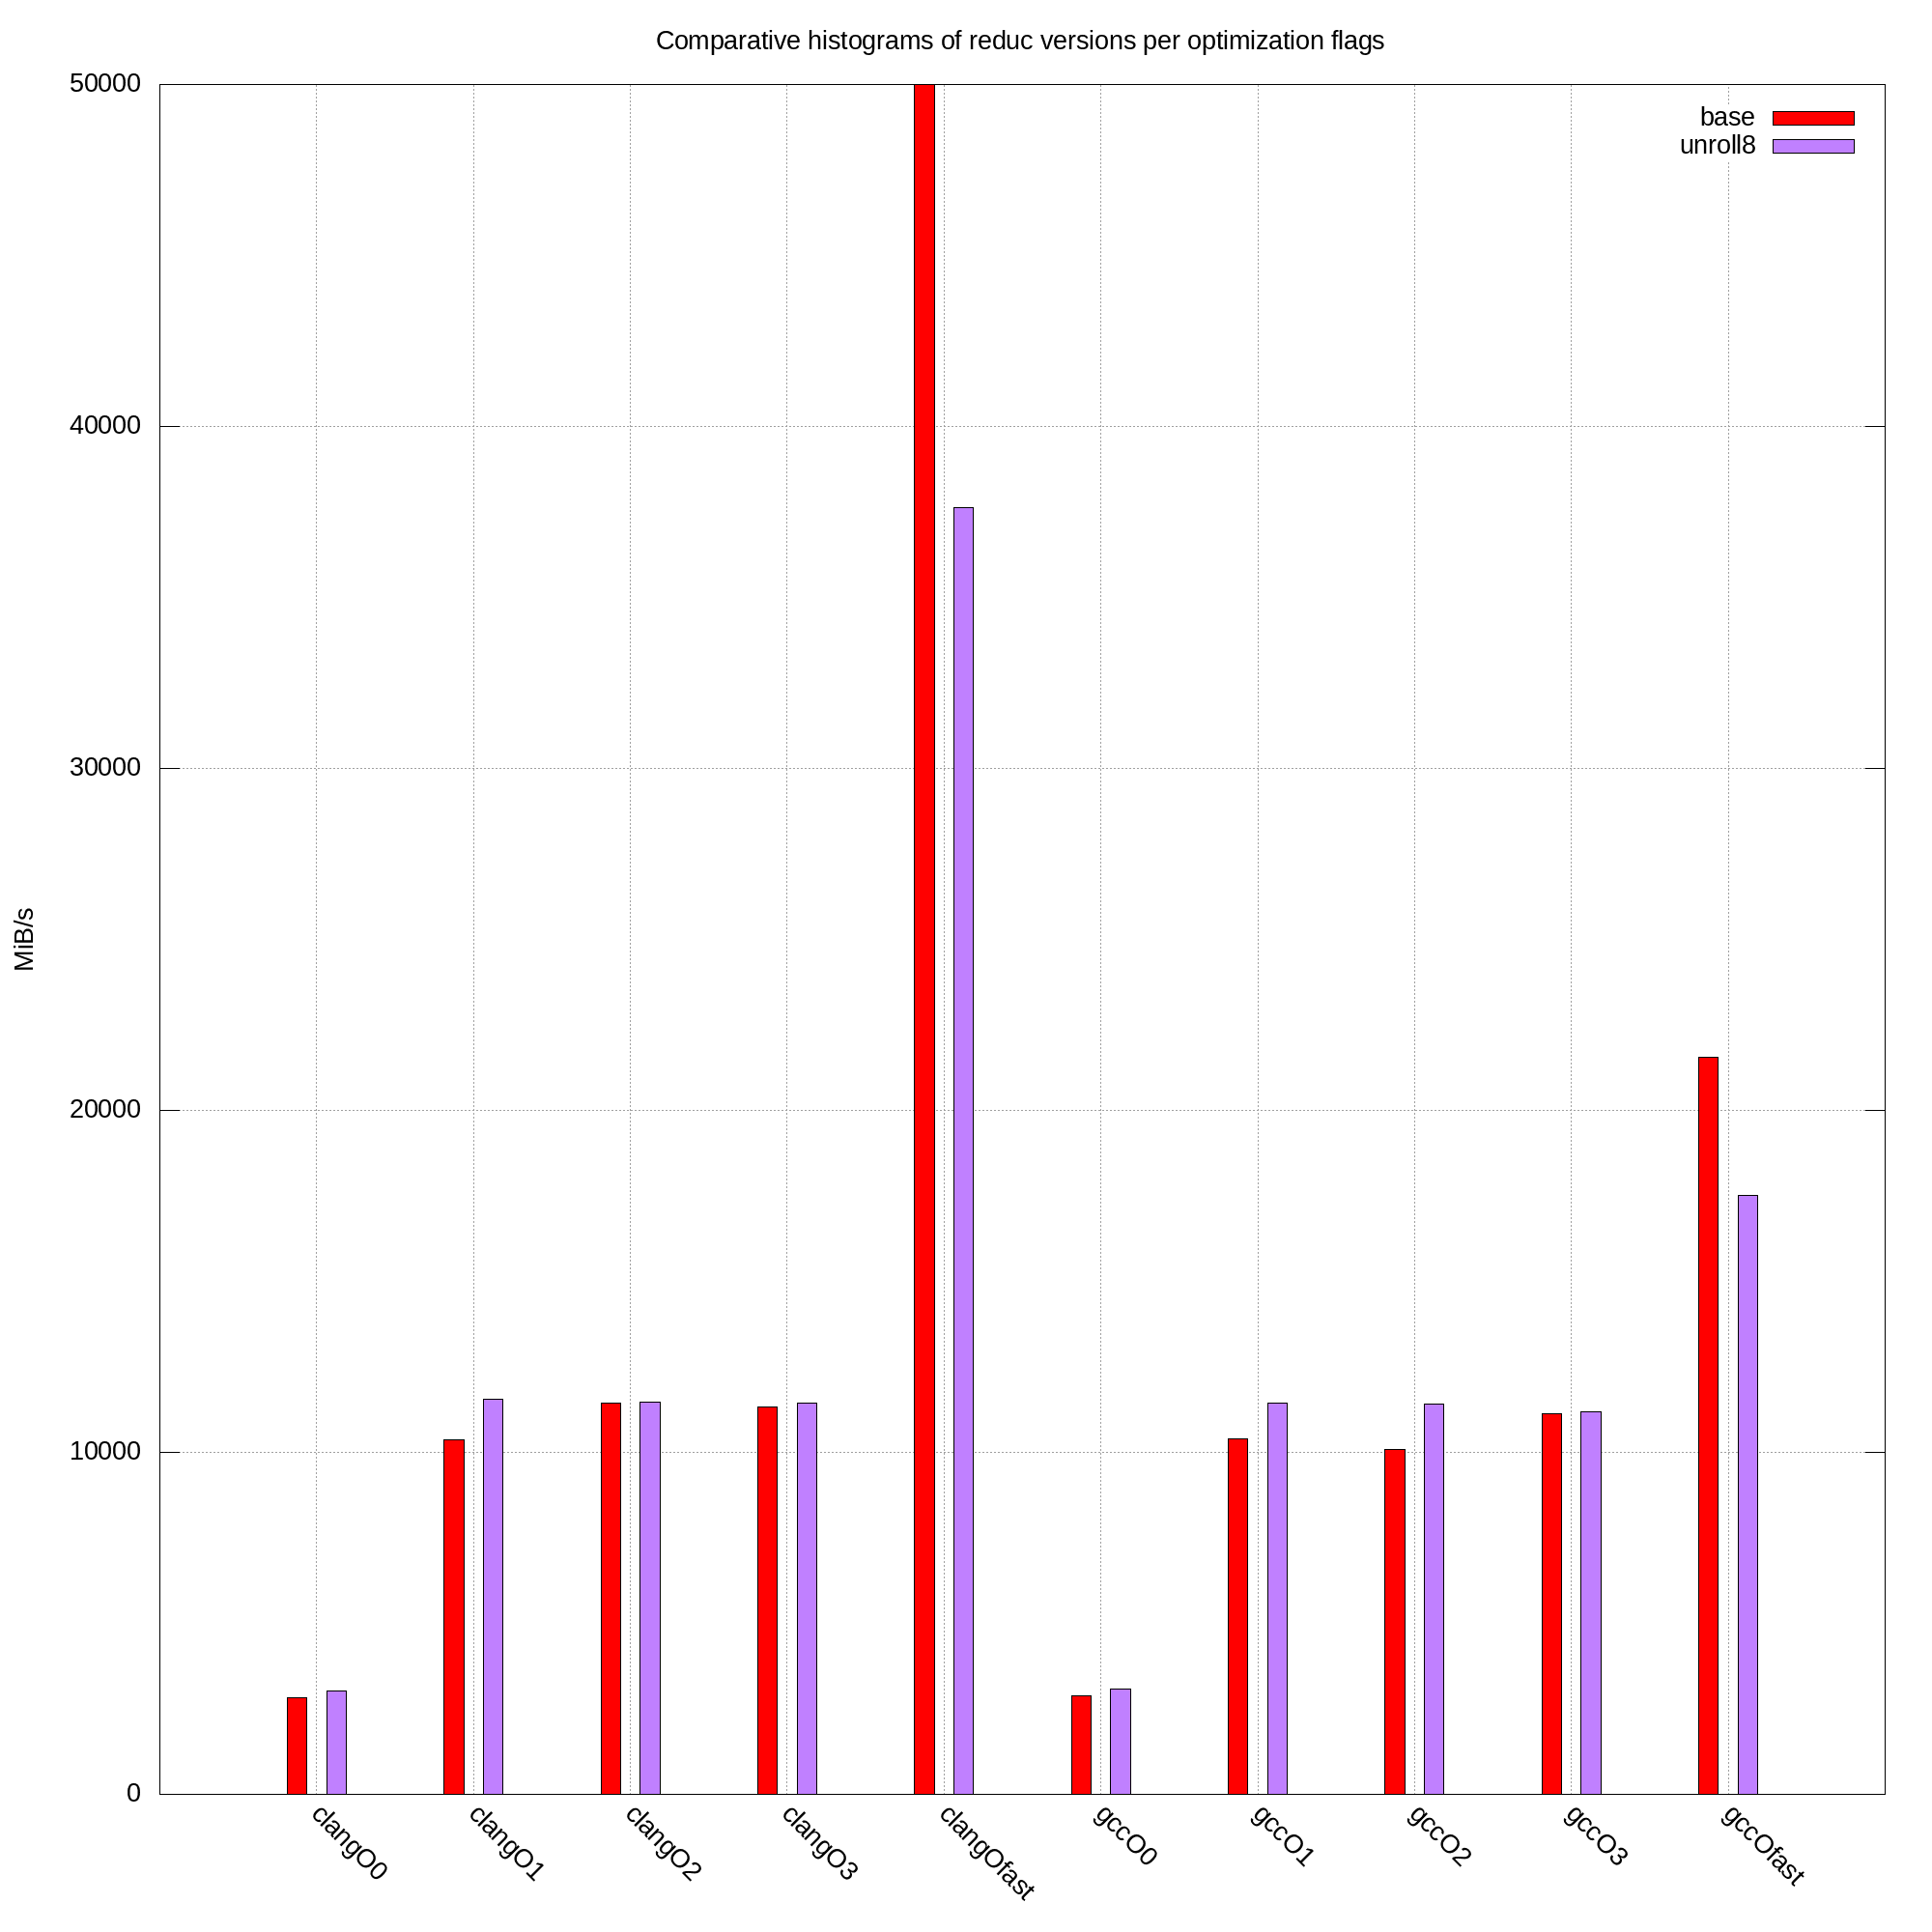 Comparative histograms of reduc versions per optimization flags
50000
40000
30000
20000
10000
0
MiB/s
base
unroll8
clangO0
clangO1
clangO2
clangO3
clangOfast
gccO0
gccO1
gccO2
gccO3
gccOfast